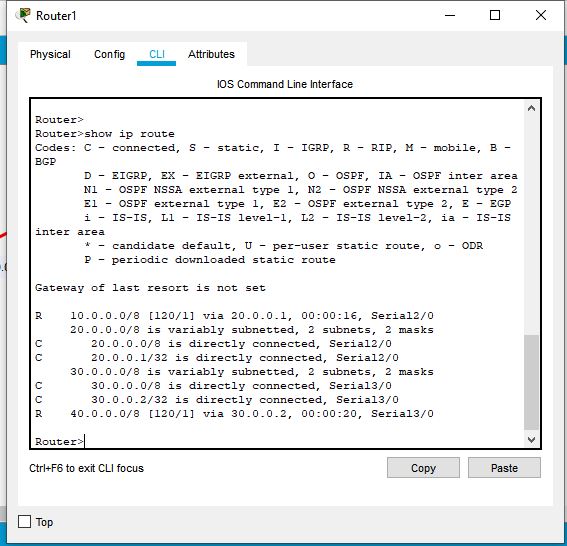 Router1
Physical Config CLI Attributes
IOS Command Line Interface
Router>
Router>show ip route
Codes: C - connected, S - static, I - IGRP, R - RIP, M - mobile, B -
BGP
       D - EIGRP, EX - EIGRP external, O - OSPF, IA - OSPF inter area
       N1 - OSPF NSSA external type 1, N2 - OSPF NSSA external type 2
       E1 - OSPF external type 1, E2 - OSPF external type 2, E - EGP
       i - IS-IS, L1 - IS-IS level-1, L2 - IS-IS level-2, ia - IS-IS
inter area
       * - candidate default, U - per-user static route, o - ODR
       P - periodic downloaded static route
Gateway of last resort is not set
R    10.0.0.0/8 [120/1] via 20.0.0.1, 00:00:16, Serial2/0
     20.0.0.0/8 is variably subnetted, 2 subnets, 2 masks
C       20.0.0.0/8 is directly connected, Serial2/0
C       20.0.0.1/32 is directly connected, Serial2/0
     30.0.0.0/8 is variably subnetted, 2 subnets, 2 masks
C       30.0.0.0/8 is directly connected, Serial3/0
C       30.0.0.2/32 is directly connected, Serial3/0
R    40.0.0.0/8 [120/1] via 30.0.0.2, 00:00:20, Serial3/0
Router>
Ctrl+F6 to exit CLI focus Copy Paste
Top